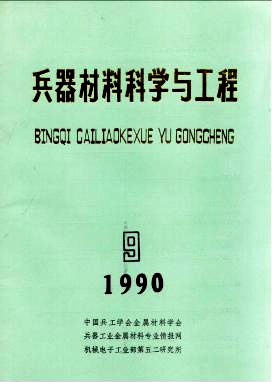 兵器材料科学与工程
BINGQI CAILIAOKEXUE YU GONGCHENG
9
1990
中国兵工学会金属材料学会
兵器工业金属材料专业情报网
机械电子工业部第五二研究所